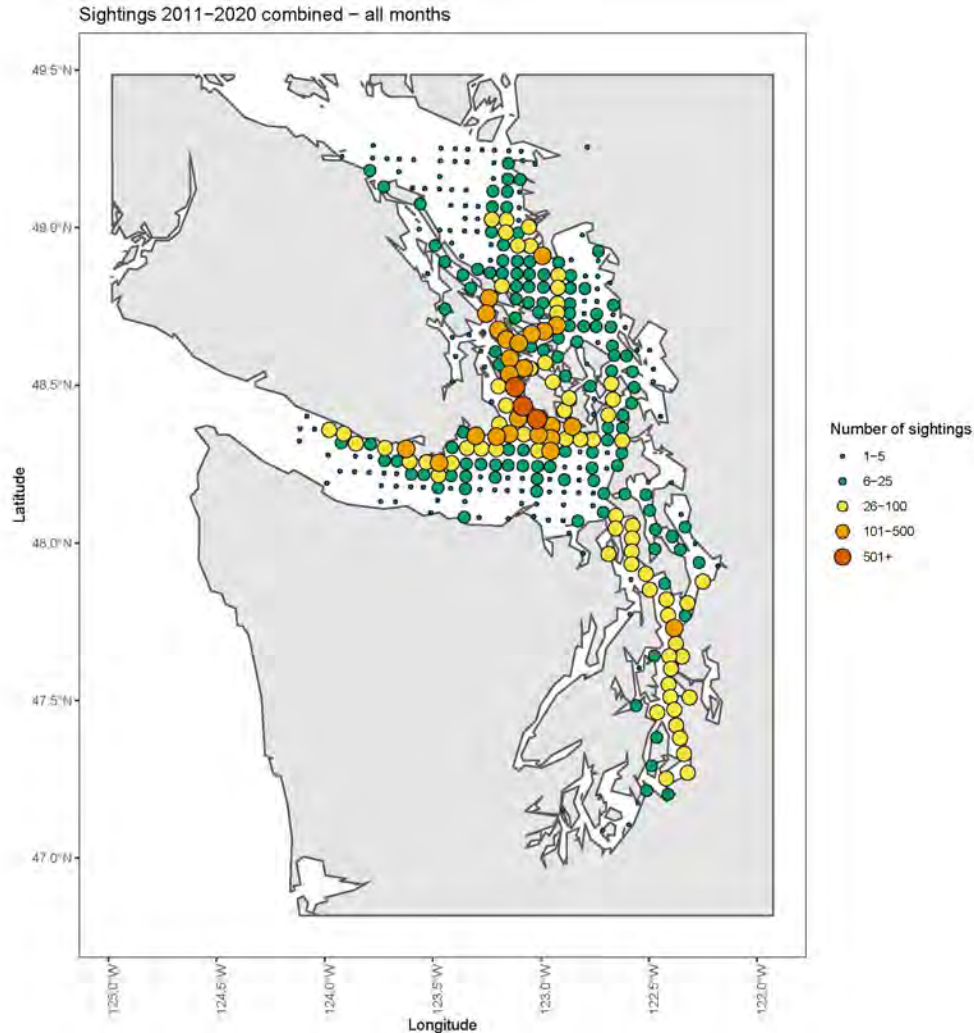 Sightings 2011−2020 combined − all months
49.5°N
49.0°N
48.5°N
48.0°N
47.5°N
47.0°N
Latitude
125.0°W
124.5°W
124.0°W
123.5°W
123.0°W
122.5°W
122.0°W
Longitude
Number of sightings
1−5
6−25
26−100
101−500
501+